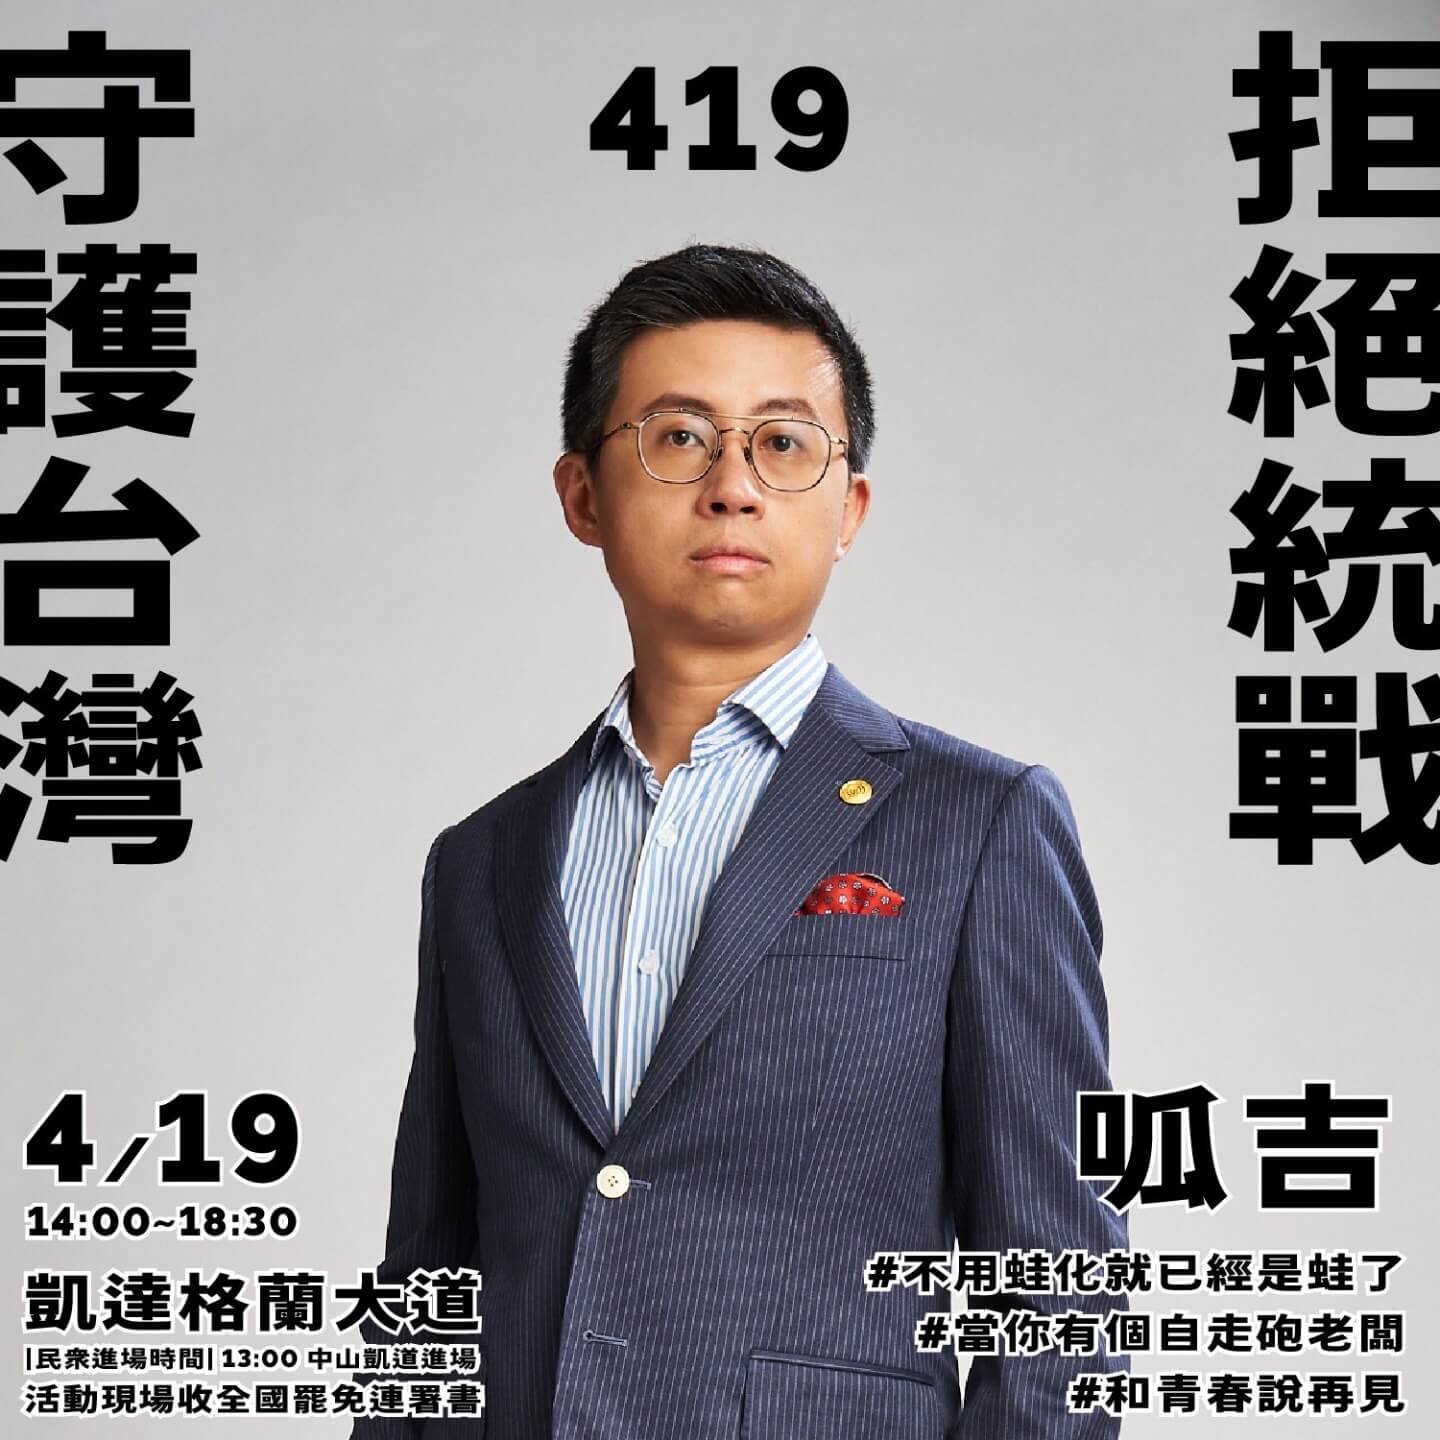 419
拒絕統戰
守護台灣
4/19
14:00~18:30
凱達格蘭大道
|民眾進場時間| 13:00 中山凱道進場
活動現場收全國罷免連署書
呱吉
#不用蛙化就已經是蛙了
#當你有個自走砲老闆
#和青春說再見